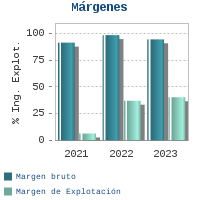 Márgenes
% Ing. Explot.
100
75
50
25
0
2021 2022 2023
Margen bruto
Margen de Explotación